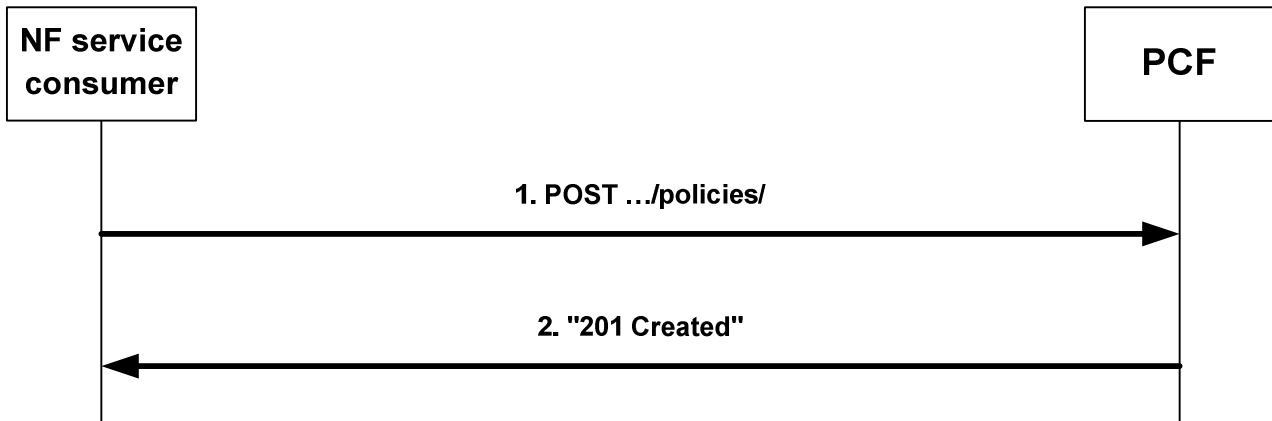 NF service
consumer
PCF
1. POST …/policies/
2. "201 Created"